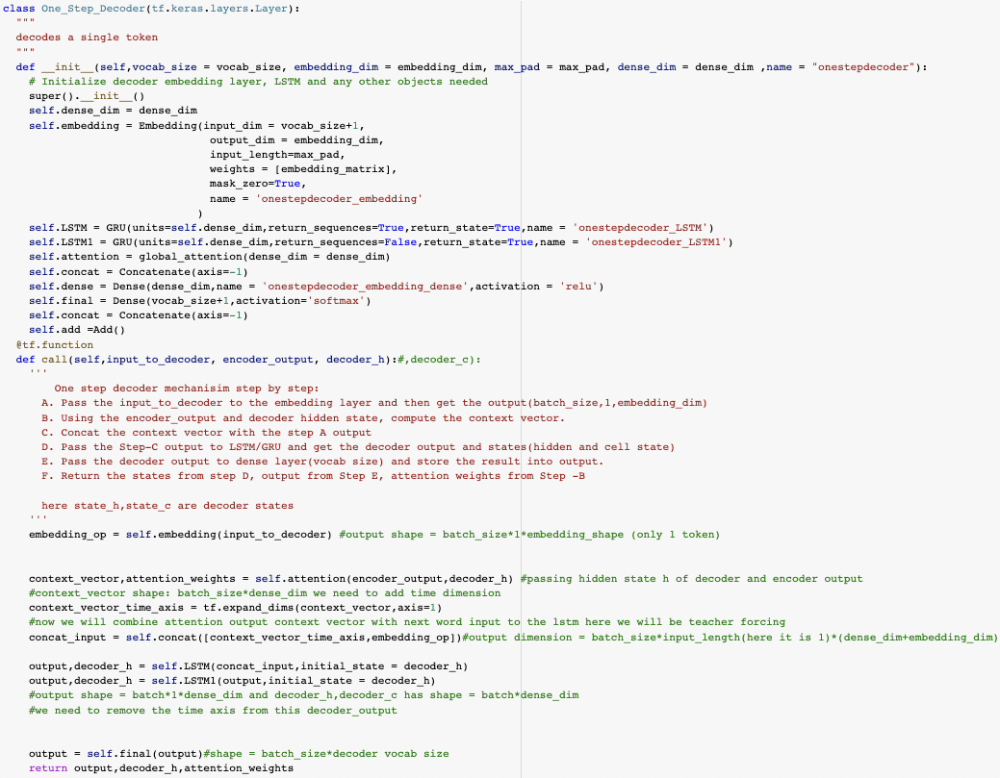 class One_Step_Decoder(tf.keras.layers.Layer):
  """
  decodes a single token
  """
  def __init__(self,vocab_size = vocab_size, embedding_dim = embedding_dim, max_pad = max_pad, dense_dim = dense_dim ,name = "onestepdecoder"):
    # Initialize decoder embedding layer, LSTM and any other objects needed
    super().__init__()
    self.dense_dim = dense_dim
    self.embedding = Embedding(input_dim = vocab_size+1,
                                output_dim = embedding_dim,
                                input_length=max_pad,
                                weights = [embedding_matrix],
                                mask_zero=True,
                                name = 'onestepdecoder_embedding'
                              )
    self.LSTM = GRU(units=self.dense_dim,return_sequences=True,return_state=True,name = 'onestepdecoder_LSTM')
    self.LSTM1 = GRU(units=self.dense_dim,return_sequences=False,return_state=True,name = 'onestepdecoder_LSTM1')
    self.attention = global_attention(dense_dim = dense_dim)
    self.concat = Concatenate(axis=-1)
    self.dense = Dense(dense_dim,name = 'onestepdecoder_embedding_dense',activation = 'relu')
    self.final = Dense(vocab_size+1,activation='softmax')
    self.concat = Concatenate(axis=-1)
    self.add =Add()
  @tf.function
  def call(self,input_to_decoder, encoder_output, decoder_h):#,decoder_c):
    '''
        One step decoder mechanisim step by step:
      A. Pass the input_to_decoder to the embedding layer and then get the output(batch_size,1,embedding_dim)
      B. Using the encoder_output and decoder hidden state, compute the context vector.
      C. Concat the context vector with the step A output
      D. Pass the Step-C output to LSTM/GRU and get the decoder output and states(hidden and cell state)
      E. Pass the decoder output to dense layer(vocab size) and store the result into output.
      F. Return the states from step D, output from Step E, attention weights from Step -B

      here state_h,state_c are decoder states
    '''
    embedding_op = self.embedding(input_to_decoder) #output shape = batch_size*1*embedding_shape (only 1 token)


    context_vector,attention_weights = self.attention(encoder_output,decoder_h) #passing hidden state h of decoder and encoder output
    #context_vector shape: batch_size*dense_dim we need to add time dimension
    context_vector_time_axis = tf.expand_dims(context_vector,axis=1)
    #now we will combine attention output context vector with next word input to the lstm here we will be teacher forcing
    concat_input = self.concat([context_vector_time_axis,embedding_op])#output dimension = batch_size*input_length(here it is 1)*(dense_dim+embedding_dim)

    output,decoder_h = self.LSTM(concat_input,initial_state = decoder_h)
    output,decoder_h = self.LSTM1(output,initial_state = decoder_h)
    #output shape = batch*1*dense_dim and decoder_h,decoder_c has shape = batch*dense_dim
    #we need to remove the time axis from this decoder_output


    output = self.final(output)#shape = batch_size*decoder vocab size
    return output,decoder_h,attention_weights